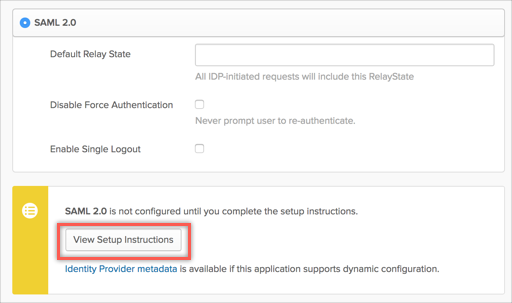 SAML 2.0
Default Relay State
All IDP-initiated requests will include this RelayState
Disable Force Authentication
Never prompt user to re-authenticate.
Enable Single Logout
SAML 2.0 is not configured until you complete the setup instructions.
View Setup Instructions
Identity Provider metadata is available if this application supports dynamic configuration.